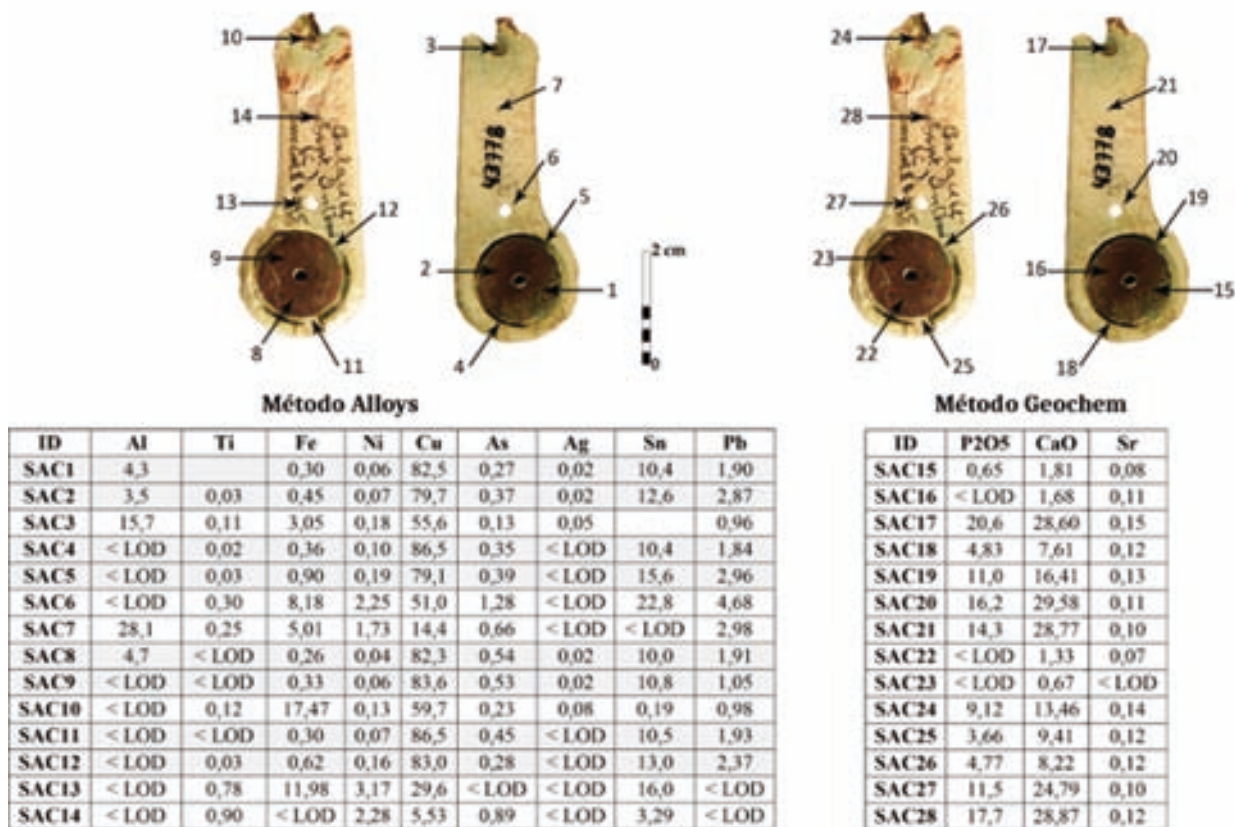 10
3
7
14
6
13
12
5
9
2
1
8
11
4
2 cm
0
24
17
21
28
20
27
26
19
23
16
15
22
25
18
43778
43778
Método Alloys
ID Al Ti Fe Ni Cu As Ag Sn Pb
SAC1 4,3 0,30 0,06 82,5 0,27 0,02 10,4 1,90
SAC2 3,5 0,03 0,45 0,07 79,7 0,37 0,02 12,6 2,87
SAC3 15,7 0,11 3,05 0,18 55,6 0,13 0,05 0,96
SAC4 < LOD 0,02 0,36 0,10 86,5 0,35 < LOD 10,4 1,84
SAC5 < LOD 0,03 0,90 0,19 79,1 0,39 < LOD 15,6 2,96
SAC6 < LOD 0,30 8,18 2,25 51,0 1,28 < LOD 22,8 4,68
SAC7 28,1 0,25 5,01 1,73 14,4 0,66 < LOD < LOD 2,98
SAC8 4,7 < LOD 0,26 0,04 82,3 0,54 0,02 10,0 1,91
SAC9 < LOD < LOD 0,33 0,06 83,6 0,53 0,02 10,8 1,05
SAC10 < LOD 0,12 17,47 0,13 59,7 0,23 0,08 0,19 0,98
SAC11 < LOD < LOD 0,30 0,07 86,5 0,45 < LOD 10,5 1,93
SAC12 < LOD 0,03 0,62 0,16 83,0 0,28 < LOD 13,0 2,37
SAC13 < LOD 0,78 11,98 3,17 29,6 < LOD < LOD 16,0 < LOD
SAC14 < LOD 0,90 < LOD 2,28 5,53 0,89 < LOD 3,29 < LOD
Método Geochem
ID P2O5 CaO Sr
SAC15 0,65 1,81 0,08
SAC16 < LOD 1,68 0,11
SAC17 20,6 28,60 0,15
SAC18 4,83 7,61 0,12
SAC19 11,0 16,41 0,13
SAC20 16,2 29,58 0,11
SAC21 14,3 28,77 0,10
SAC22 < LOD 1,33 0,07
SAC23 < LOD 0,67 < LOD
SAC24 9,12 13,46 0,14
SAC25 3,66 9,41 0,12
SAC26 4,77 8,22 0,12
SAC27 11,5 24,79 0,10
SAC28 17,7 28,87 0,12